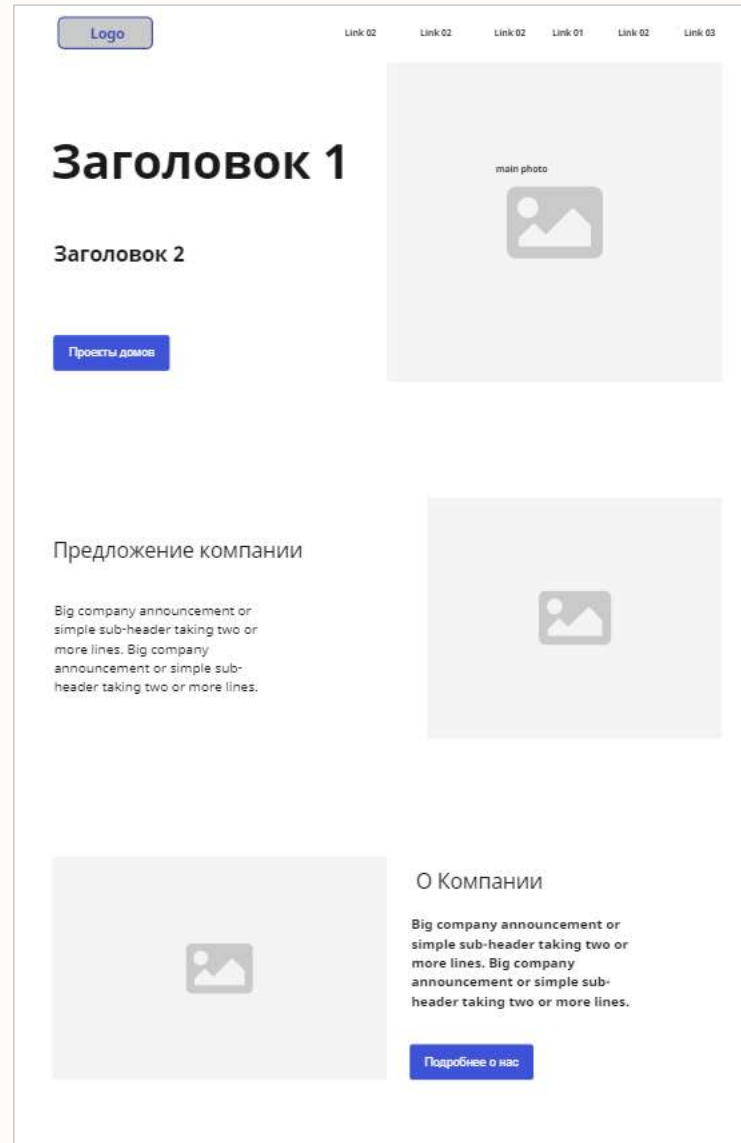 Logo
Link 02
Link 02
Link 02
Link 01
Link 02
Link 03
Заголовок 1
main photo
Заголовок 2
Проекты домов
Предложение компании
Big company announcement or
simple sub-header taking two or
more lines. Big company
announcement or simple sub-
header taking two or more lines.
О Компании
Big company announcement or
simple sub-header taking two or
more lines. Big company
announcement or simple sub-
header taking two or more lines.
Подробнее о нас